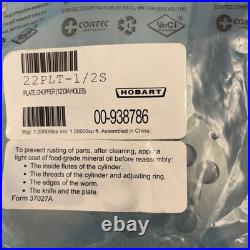 CORTEC
CORPORATION
CORTEC
VpCI
22PLT-1/2S
PLATE,CHOPPER (1/2 DIA HOLES)
HOBART
00-938786
Wgt: 1.00000lbs Vol: 1.00000cu ft. Assembled in China.
To prevent rusting of parts, after cleaning, apply a
light coat of food grade mineral oil before reassembly:
• The inside flutes of the cylinder.
• The threads of the cylinder and adjusting ring.
• The edges of the worm.
• The knife and the plate.
Form 37027A